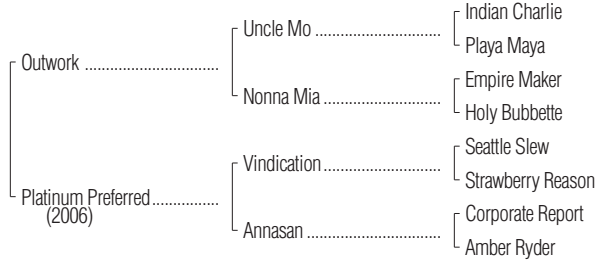 Indian Charlie
Uncle Mo ..............................
Playa Maya
Outwork ................................
Empire Maker
Nonna Mia ............................
Holy Bubbette
Seattle Slew
Vindication ............................
Strawberry Reason
Platinum Preferred ................
(2006)
Corporate Report
Annasan ................................
Amber Ryder